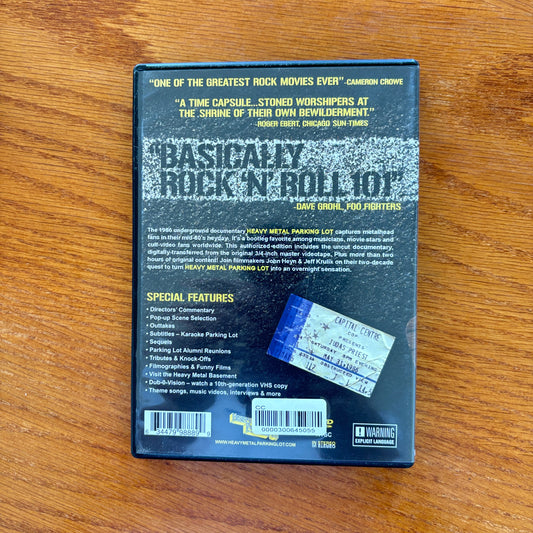 "ONE OF THE GREATEST ROCK MOVIES EVER" -CAMERON CROWE
"A TIME CAPSULE...STONED WORSHIPERS AT
THE SHRINE OF THEIR OWN BEWILDERMENT."
-ROGER EBERT, CHICAGO SUN-TIMES
"BASICALLY
ROCK 'N' ROLL 101"
-DAVE GROHL, FOO FIGHTERS
The 1986 underground documentary HEAVY METAL PARKING LOT captures metalhead
fans in their mid-80's heyday. It's a bootleg favorite among musicians, movie stars and
cult-video fans worldwide. This authorized edition includes the uncut documentary,
digitally-transferred from the original 3/4-inch master videotape. Plus more than two
hours of original content! Join filmmakers John Heyn & Jeff Krulik on their two-decade
quest to turn HEAVY METAL PARKING LOT into an overnight sensation.
SPECIAL FEATURES
• Directors' Commentary
• Pop-up Scene Selection
• Outtakes
• Subtitles – Karaoke Parking Lot
• Sequels
• Parking Lot Alumni Reunions
• Tributes & Knock-Offs
• Filmographies & Funny Films
• Visit the Heavy Metal Basement
• Dub-O-Vision – watch a 10th-generation VHS copy
• Theme songs, music videos, interviews & more
CAPITAL CENTRE
PRESENTS
JUDAS PRIEST
SATURDAY
MAY 31, 1986
CC
0000300645055
WWW.HEAVYMETALPARKINGLOT.COM
WARNING
EXPLICIT LANGUAGE